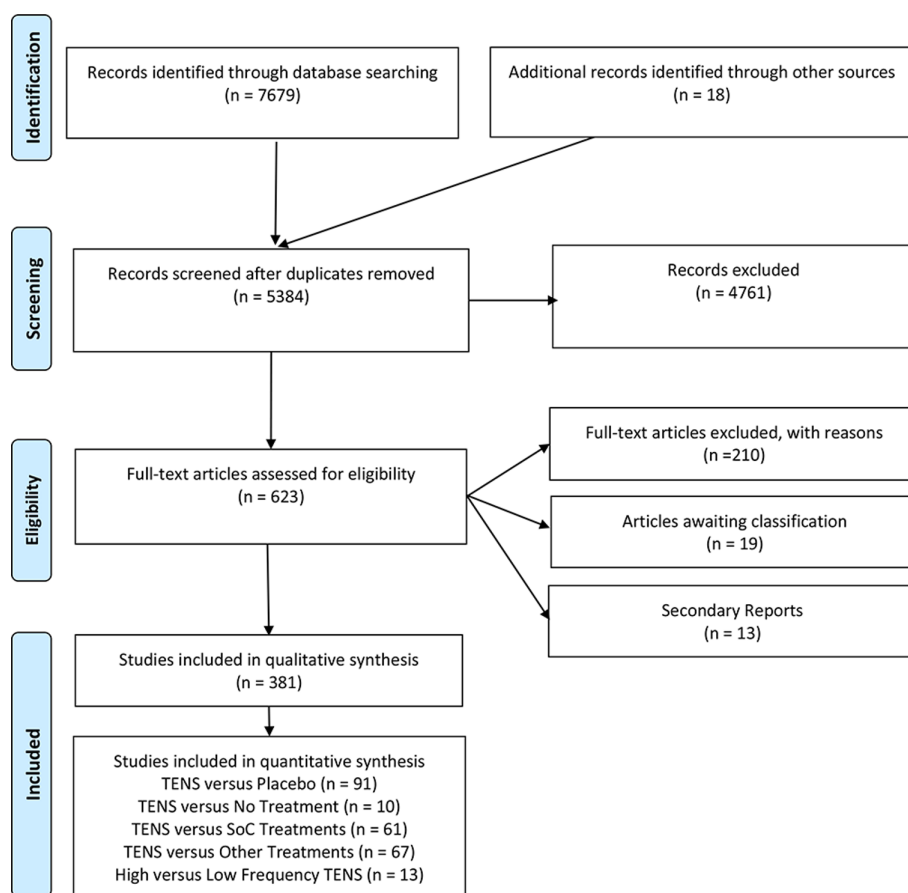 Identification
Records identified through database searching
(n = 7679)
Additional records identified through other sources
(n = 18)
Screening
Records screened after duplicates removed
(n = 5384)
Records excluded
(n = 4761)
Eligibility
Full-text articles assessed for eligibility
(n = 623)
Full-text articles excluded, with reasons
(n =210)
Articles awaiting classification
(n = 19)
Secondary Reports
(n = 13)
Included
Studies included in qualitative synthesis
(n = 381)
Studies included in quantitative synthesis
TENS versus Placebo (n = 91)
TENS versus No Treatment (n = 10)
TENS versus SoC Treatments (n = 61)
TENS versus Other Treatments (n = 67)
High versus Low Frequency TENS (n = 13)